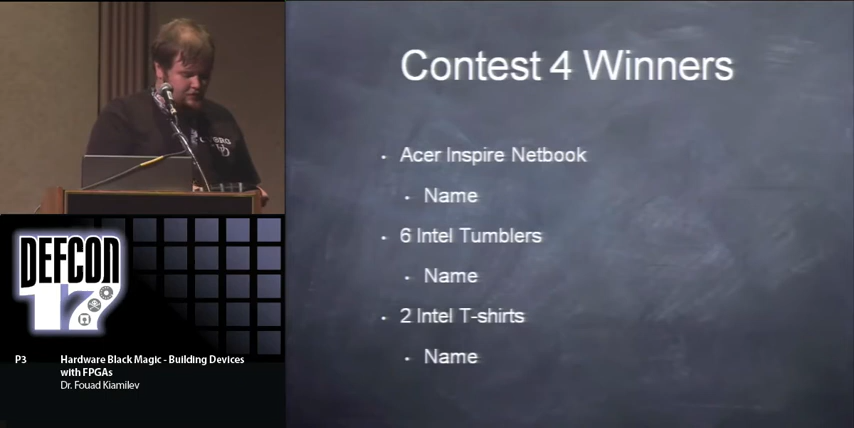 Contest 4 Winners
Acer Inspire Netbook
Name
6 Intel Tumblers
Name
2 Intel T-shirts
Name
DEFCON
17
P3 Hardware Black Magic - Building Devices
with FPGAs
Dr. Fouad Kiamilev